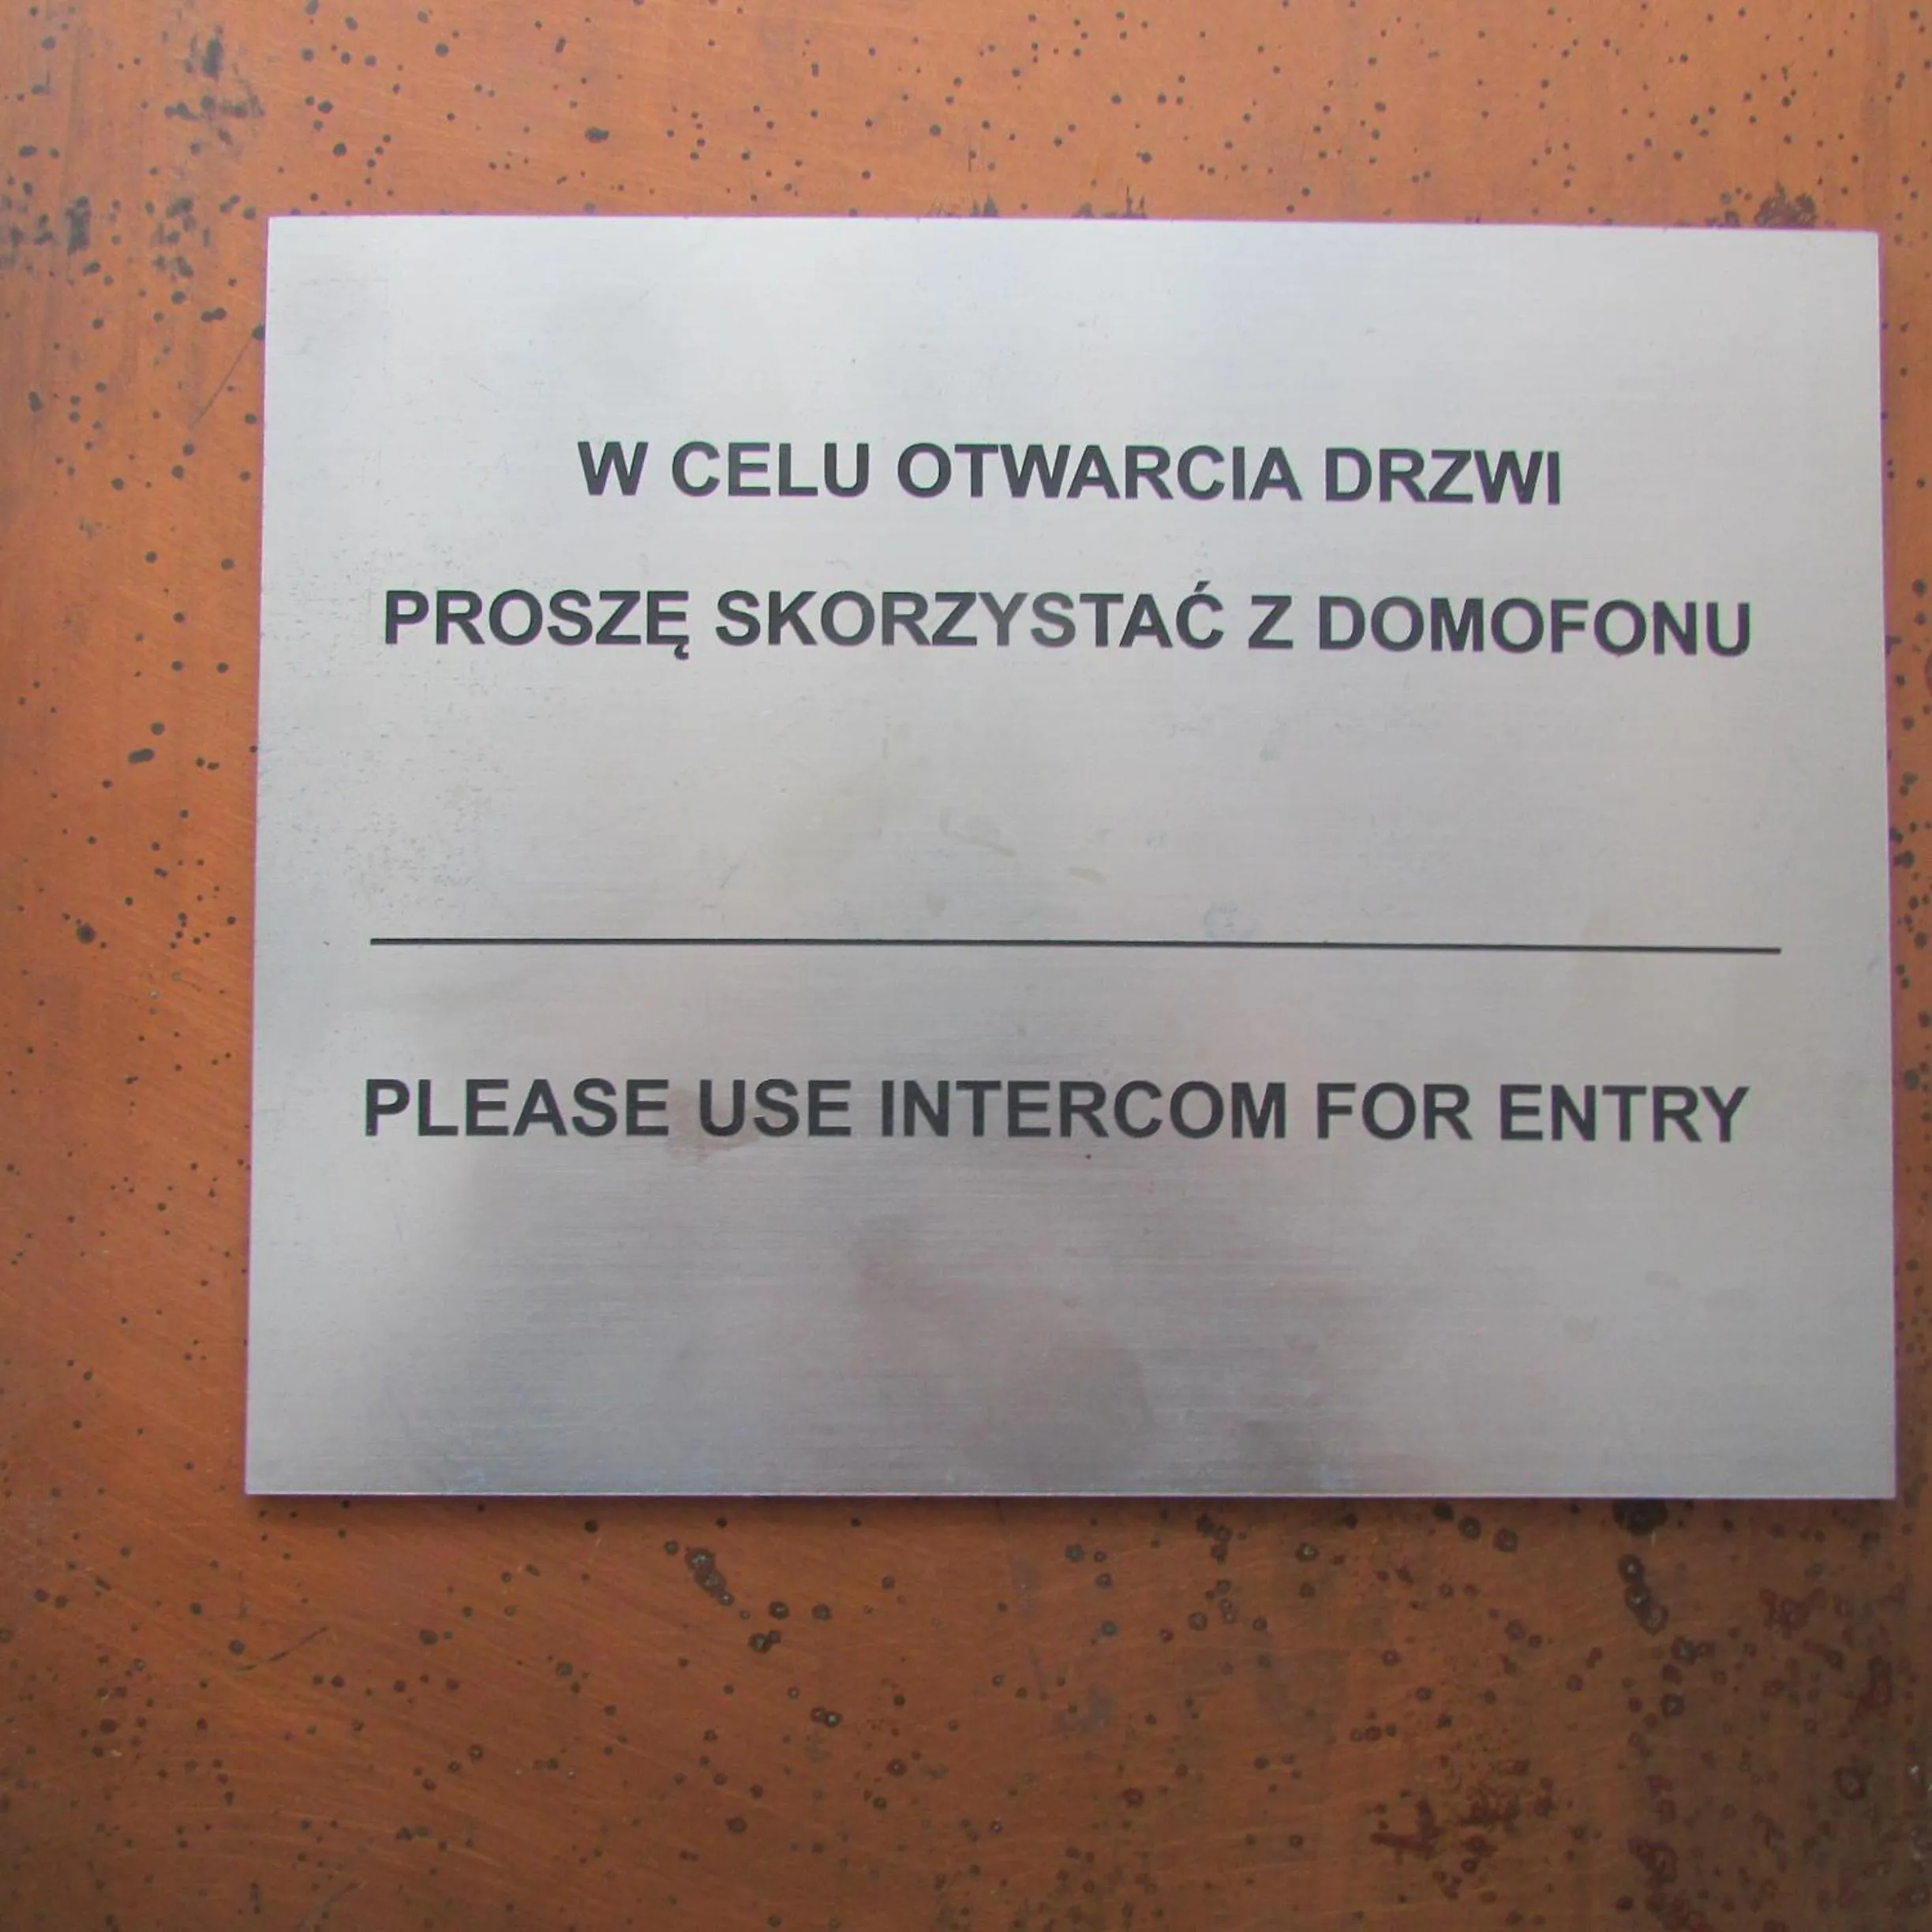 W CELU OTWARCIA DRZWI
PROSZĘ SKORZYSTAĆ Z DOMOFONU
PLEASE USE INTERCOM FOR ENTRY